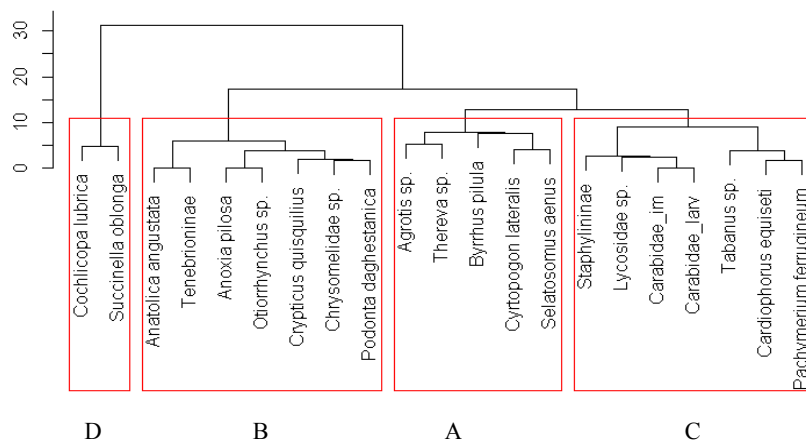 30
20
10
0
Cochlicopa lubrica
Succinella oblonga
Anatolica angustata
Tenebrioninae
Anoxia pilosa
Otiorrhynchus sp.
Crypticus quisquilius
Chrysomelidae sp.
Podonta daghestanica
Agrotis sp.
Thereva sp.
Byrrhus pilula
Cyrtopogon lateralis
Selatosomus aenus
Staphylininae
Lycosidae sp.
Carabidae_im
Carabidae_larv
Tabanus sp.
Cardiophorus equiseti
Pachymerium ferrugineum
D B A C